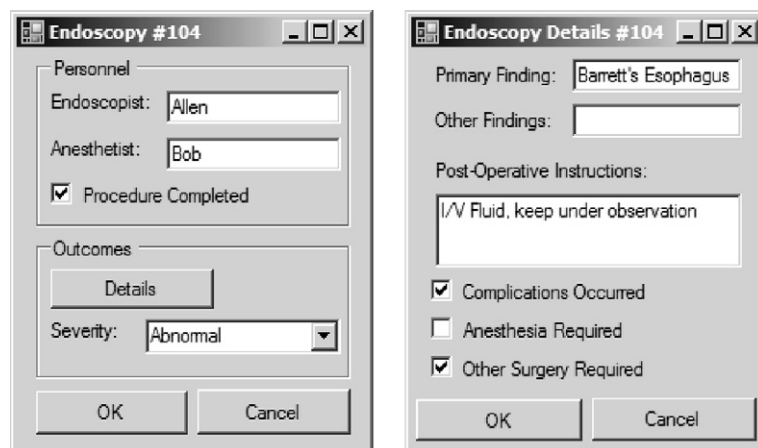 Endoscopy #104
Personnel
Endoscopist: Allen
Anesthetist: Bob
Procedure Completed
Outcomes
Details
Severity: Abnormal
OK Cancel
Endoscopy Details #104
Primary Finding: Barrett's Esophagus
Other Findings:
Post-Operative Instructions:
I/V Fluid, keep under observation
Complications Occurred
Anesthesia Required
Other Surgery Required
OK Cancel